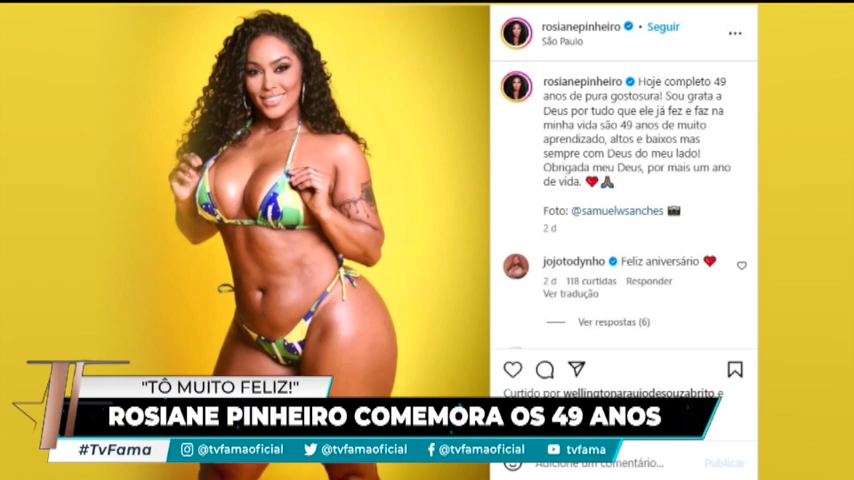 rosianepinheiro • Seguir
São Paulo
rosianepinheiro Hoje completo 49
anos de pura gostosura! Sou grata a
Deus por tudo que ele já fez e faz na
minha vida são 49 anos de muito
aprendizado, altos e baixos mas
sempre com Deus do meu lado!
Obrigada meu Deus, por mais um ano
de vida. ❤️🙏🏾
Foto: @samuelwsanches 📸
2 d
jojotodynho Feliz aniversário ❤️
2 d 118 curtidas Responder
Ver tradução
Ver respostas (6)
Curtido por wellingtonaraujodesouzabrito e
Adicione um comentário...
Publicar
"TÔ MUITO FELIZ!"
ROSIANE PINHEIRO COMEMORA OS 49 ANOS
#TvFama @tvfamaoficial @tvfamaoficial @tvfamaoficial tvfama